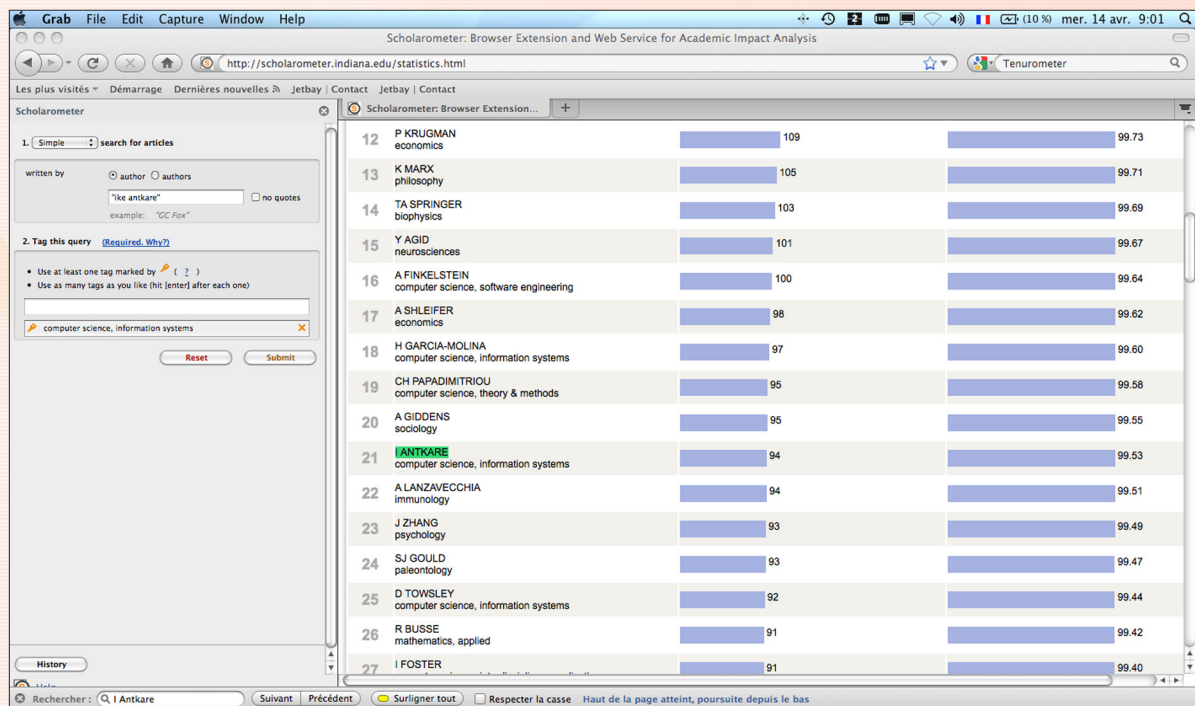 Grab File Edit Capture Window Help 2 (10 %) mer. 14 avr. 9:01
Scholarometer: Browser Extension and Web Service for Academic Impact Analysis
http://scholarometer.indiana.edu/statistics.html Tenurometer
Les plus visités Démarrage Dernières nouvelles Jetbay | Contact Jetbay | Contact
Scholarometer
Scholarometer: Browser Extension... +
1. Simple search for articles
written by author authors
"ike antkare" no quotes
example: "GC Fox"
2. Tag this query (Required. Why?)
• Use at least one tag marked by ( ? )
• Use as many tags as you like (hit [enter] after each one)
computer science, information systems
Reset Submit
History
12 P KRUGMAN 109 99.73
economics
13 K MARX 105 99.71
philosophy
14 TA SPRINGER 103 99.69
biophysics
15 Y AGID 101 99.67
neurosciences
16 A FINKELSTEIN 100 99.64
computer science, software engineering
17 A SHLEIFER 98 99.62
economics
18 H GARCIA-MOLINA 97 99.60
computer science, information systems
19 CH PAPADIMITRIOU 95 99.58
computer science, theory & methods
20 A GIDDENS 95 99.55
sociology
21 I ANTKARE 94 99.53
computer science, information systems
22 A LANZAVECCHIA 94 99.51
immunology
23 J ZHANG 93 99.49
psychology
24 SJ GOULD 93 99.47
paleontology
25 D TOWSLEY 92 99.44
computer science, information systems
26 R BUSSE 91 99.42
mathematics, applied
27 I FOSTER 91 99.40
Rechercher : I Antkare Suivant Précédent Surligner tout Respecter la casse Haut de la page atteint, poursuite depuis le bas